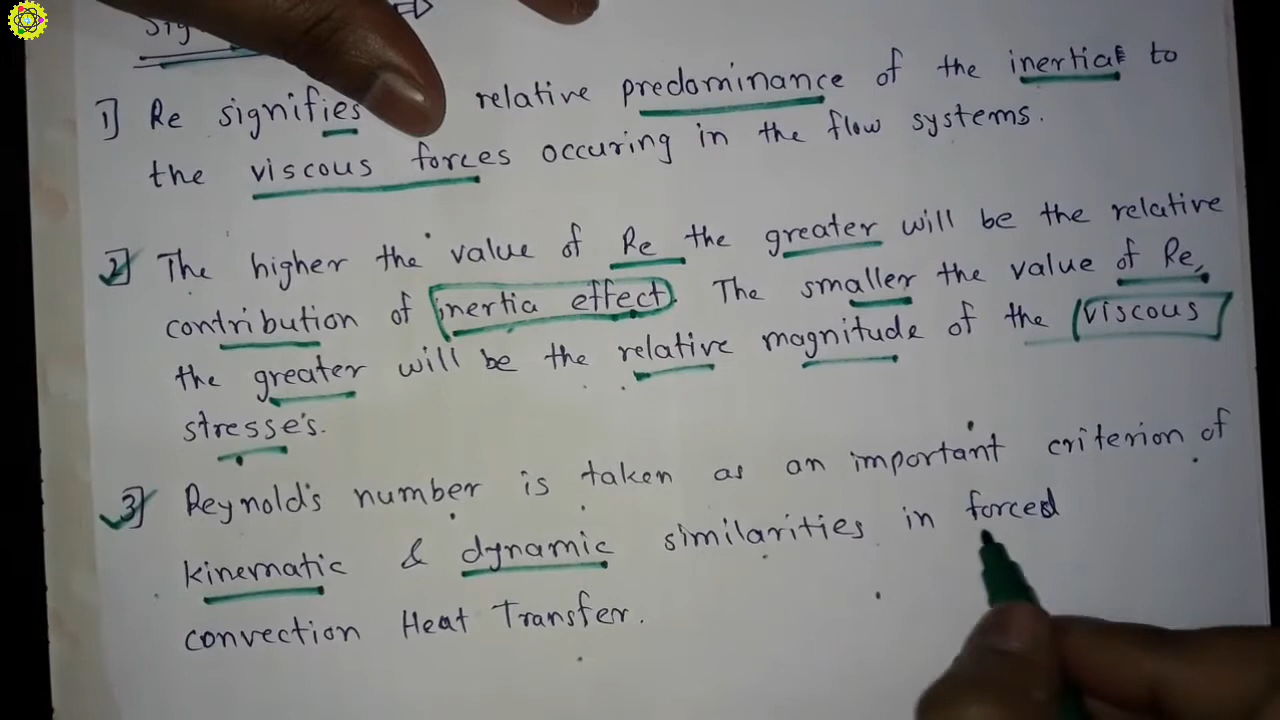 1] Re signifies relative predominance of the inertial to
the viscous forces occuring in the flow systems.
2] The higher the value of Re the greater will be the relative
contribution of inertia effect. The smaller the value of Re,
the greater will be the relative magnitude of the viscous
stresses.
3] Reynold's number is taken as an important criterion of
kinematic & dynamic similarities in forced
convection Heat Transfer.